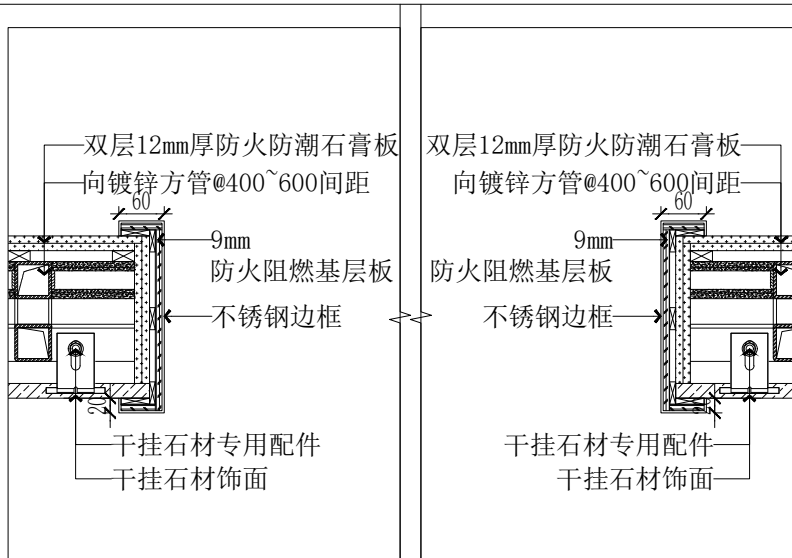 双层12mm厚防火防潮石膏板
向镀锌方管@400~600间距
60
9mm
防火阻燃基层板
不锈钢边框
20
干挂石材专用配件
干挂石材饰面
双层12mm厚防火防潮石膏板
向镀锌方管@400~600间距
60
9mm
防火阻燃基层板
不锈钢边框
干挂石材专用配件
干挂石材饰面